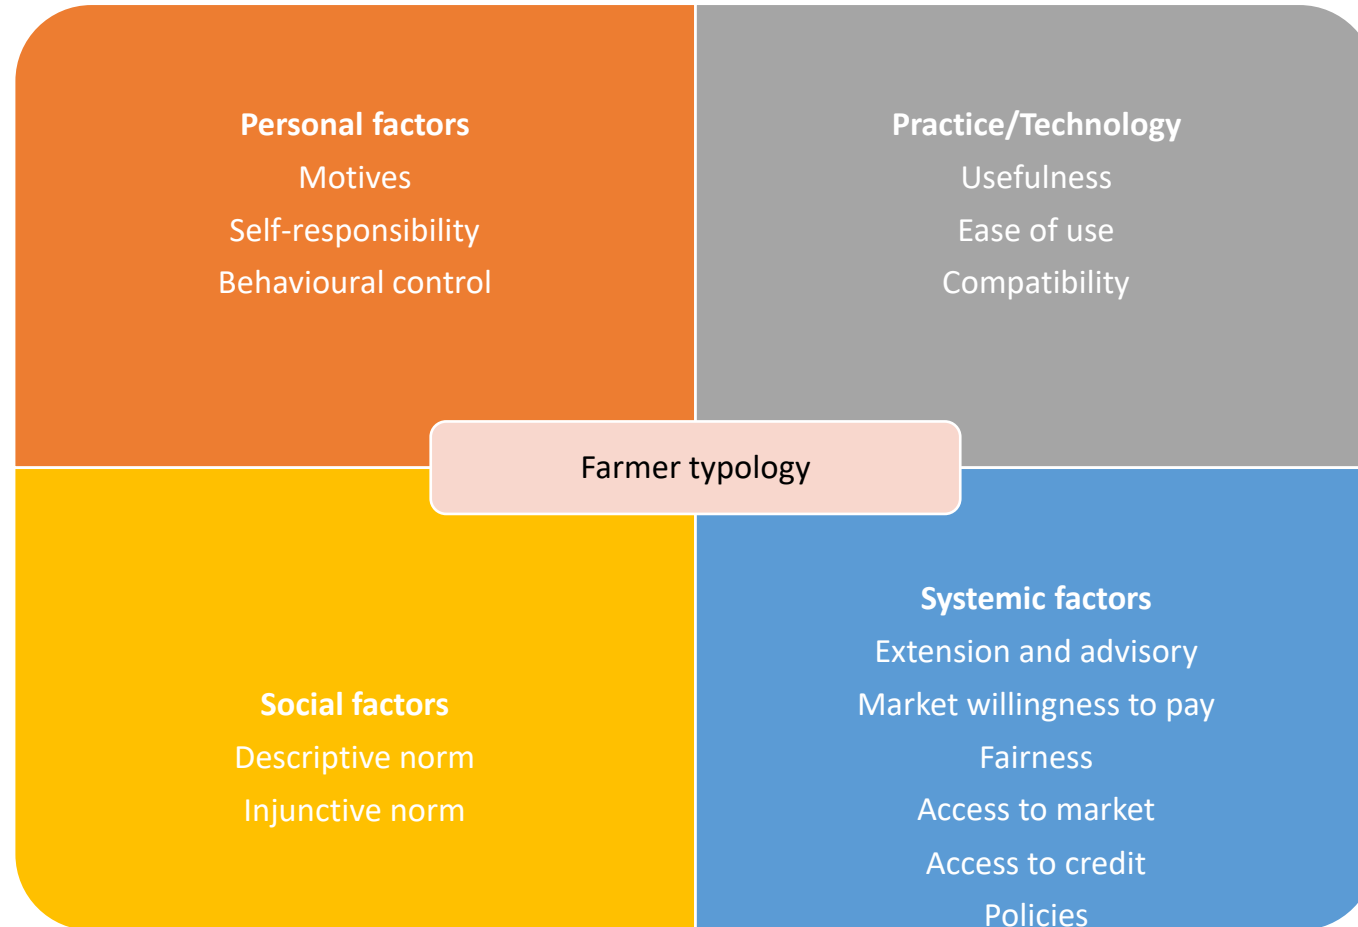 Personal factors
Motives
Self-responsibility
Behavioural control
Practice/Technology
Usefulness
Ease of use
Compatibility
Farmer typology
Social factors
Descriptive norm
Injunctive norm
Systemic factors
Extension and advisory
Market willingness to pay
Fairness
Access to market
Access to credit
Policies